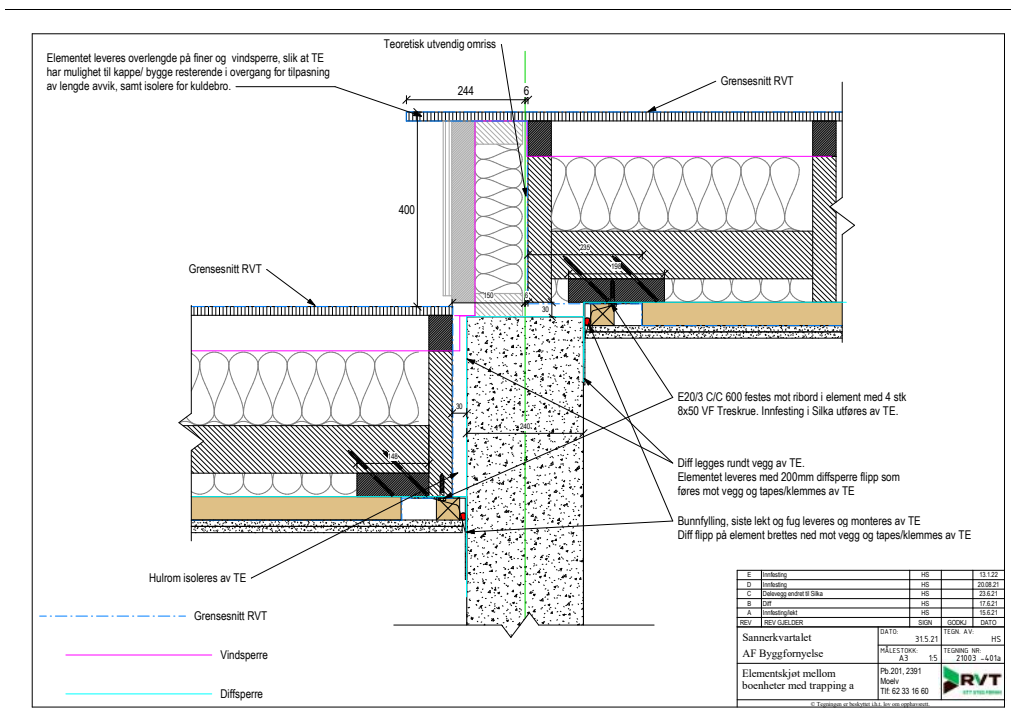 Elementet leveres overlengde på finer og vindsperre, slik at TE
har mulighet til kappe/ bygge resterende i overgang for tilpasning
av lengde avvik, samt isolere for kuldebro.
Teoretisk utvendig omriss
Grensesnitt RVT
244
6
400
Grensesnitt RVT
150
30
30
240
E20/3 C/C 600 festes mot ribord i element med 4 stk
8x50 VF Treskrue. Innfesting i Silka utføres av TE.
Diff legges rundt vegg av TE.
Elementet leveres med 200mm diffsperre flipp som
føres mot vegg og tapes/klemmes av TE
Bunnfylling, siste lekt og fug leveres og monteres av TE
Diff flipp på element brettes ned mot vegg og tapes/klemmes av TE
Hulrom isoleres av TE
Grensesnitt RVT
Vindsperre
Diffsperre
E Innfesting HS 13.1.22
D Innfesting HS 20.08.21
C Delevegg endret til Silka HS 23.6.21
B Diff HS 17.6.21
A Innfesting/lekt HS 15.6.21
REV REV GJELDER SIGN GODKJ DATO
Sannerkvartalet
AF Byggfornyelse
DATO: 31.5.21
TEGN. AV: HS
MÅLESTOKK: A3 1:5
TEGNING NR: 21003 -401a
Elementskjøt mellom
boenheter med trapping a
Pb.201, 2391
Moelv
Tlf: 62 33 16 60
RVT
ETT STEG FØRERE
© Tegningen er beskyttet i.h.t. lov om opphavsrett.